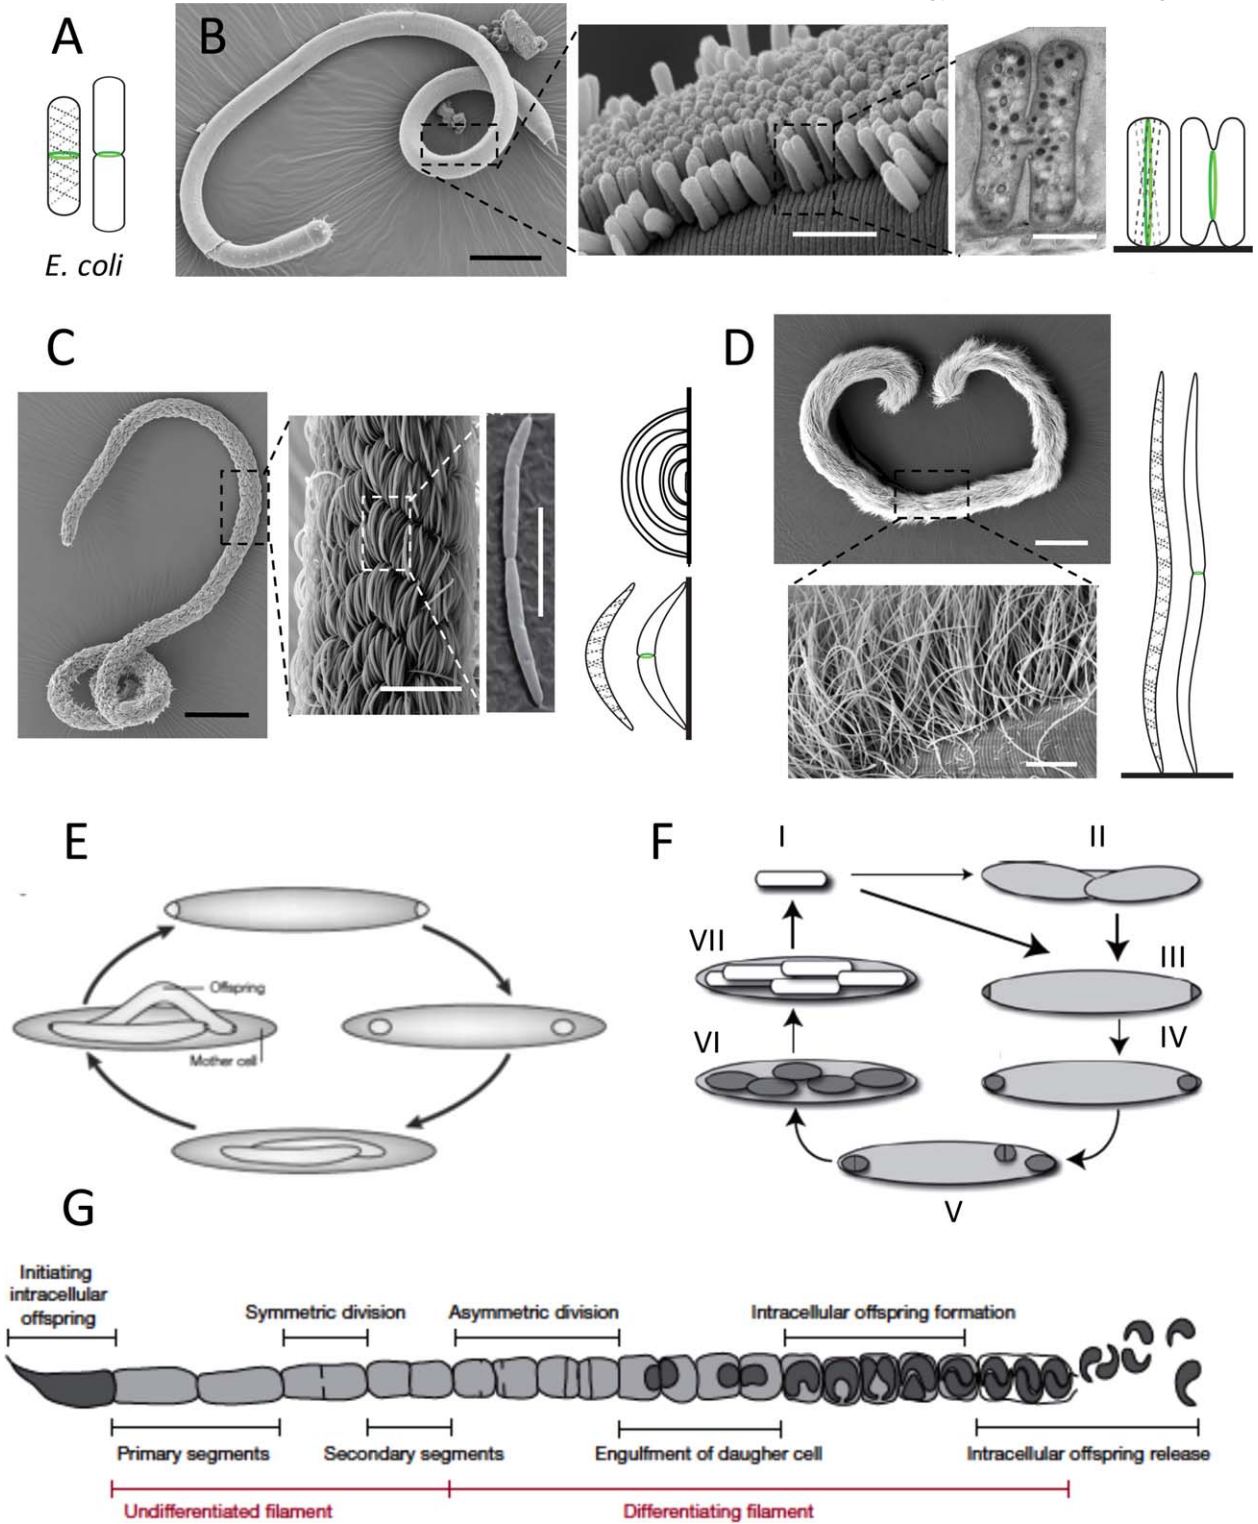 A
B
E. coli
C
D
E
Offspring
Mother cell
F
I
II
VII
III
VI
IV
V
G
Initiating
intracellular
offspring
Symmetric division
Asymmetric division
Intracellular offspring formation
Primary segments
Secondary segments
Engulfment of daugher cell
Intracellular offspring release
Undifferentiated filament
Differentiating filament